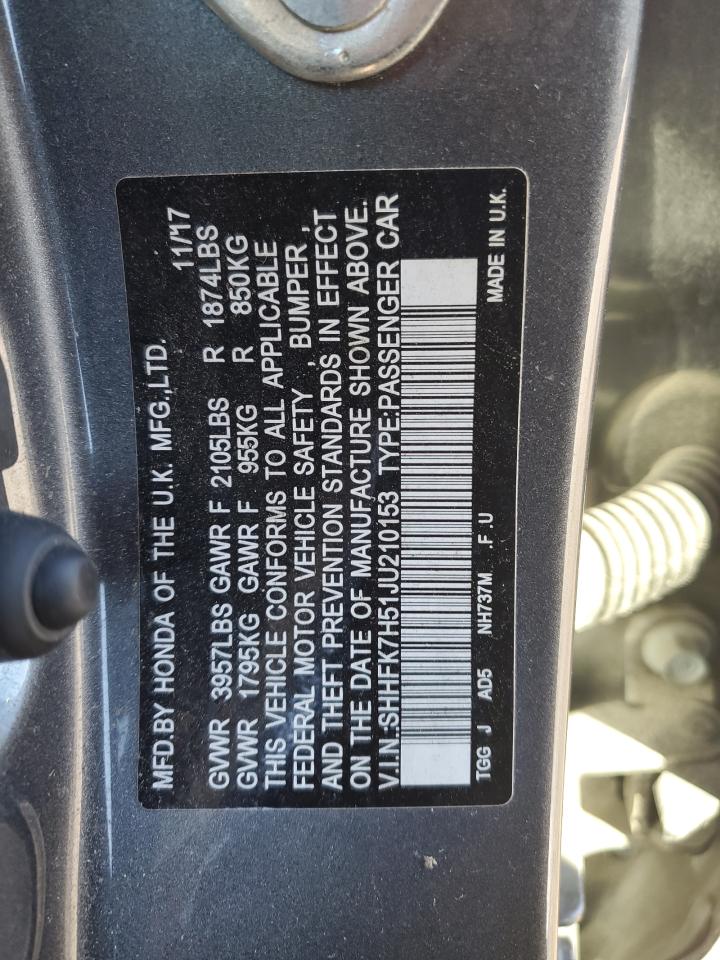 MFD.BY HONDA OF THE U.K. MFG.,LTD. 11/17
GVWR 3957LBS GAWR F 2105LBS R 1874LBS
GVWR 1795KG GAWR F 955KG R 850KG
THIS VEHICLE CONFORMS TO ALL APPLICABLE
FEDERAL MOTOR VEHICLE SAFETY , BUMPER ,
AND THEFT PREVENTION STANDARDS IN EFFECT
ON THE DATE OF MANUFACTURE SHOWN ABOVE.
V.I.N.:SHHFK7H51JU210153 TYPE:PASSENGER CAR
TGG J AD5 NH737M .F .U MADE IN U.K.